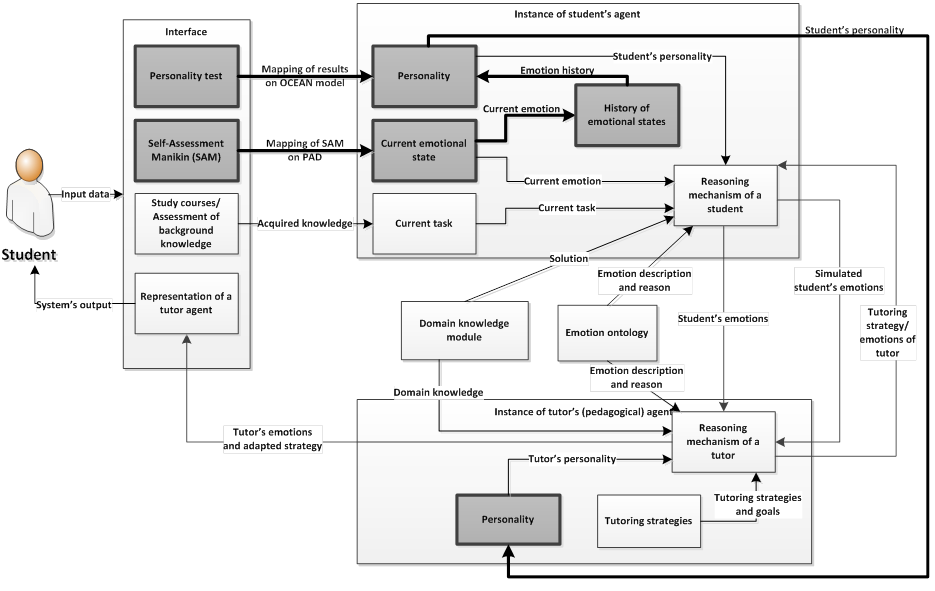 Instance of student's agent
Interface
Student's personality
Personality test
Mapping of results
on OCEAN model
Personality
Student's personality
Emotion history
Current emotion
History of
emotional states
Self-Assessment
Manikin (SAM)
Mapping of SAM
on PAD
Current emotional
state
Current emotion
Reasoning
mechanism of a
student
Input data
Study courses/
Assessment of
background
knowledge
Acquired knowledge
Current task
Current task
Student
Solution
Emotion description
and reason
Simulated
student's emotions
System's output
Representation of a
tutor agent
Domain knowledge
module
Emotion ontology
Student's emotions
Tutoring
strategy/
emotions of
tutor
Emotion description
and reason
Domain knowledge
Instance of tutor's (pedagogical) agent
Tutor's emotions
and adapted strategy
Reasoning
mechanism of a
tutor
Tutor's personality
Tutoring strategies
and goals
Personality
Tutoring strategies